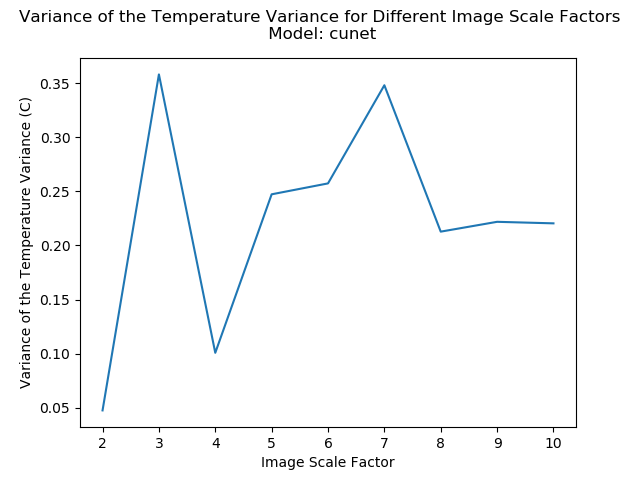 Variance of the Temperature Variance for Different Image Scale Factors
Model: cunet
Variance of the Temperature Variance (C)
0.35
0.30
0.25
0.20
0.15
0.10
0.05
2 3 4 5 6 7 8 9 10
Image Scale Factor